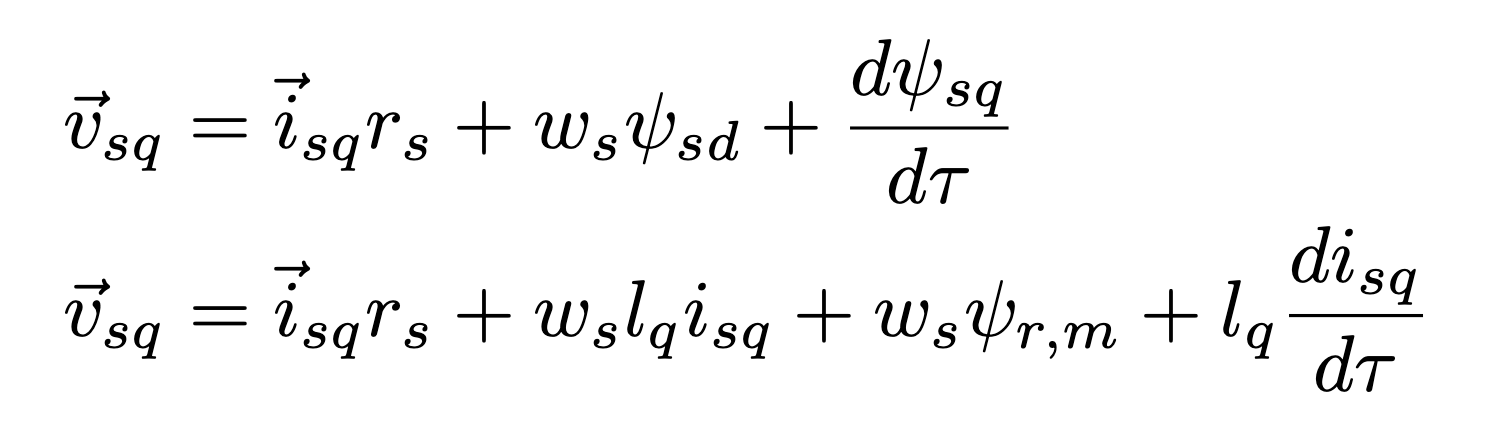 \vec{v}_{sq} = \vec{i}_{sq} r_s + w_s \psi_{sd} + \frac{d\psi_{sq}}{d\tau}
\vec{v}_{sq} = \vec{i}_{sq} r_s + w_s l_q i_{sq} + w_s \psi_{r,m} + l_q \frac{di_{sq}}{d\tau}